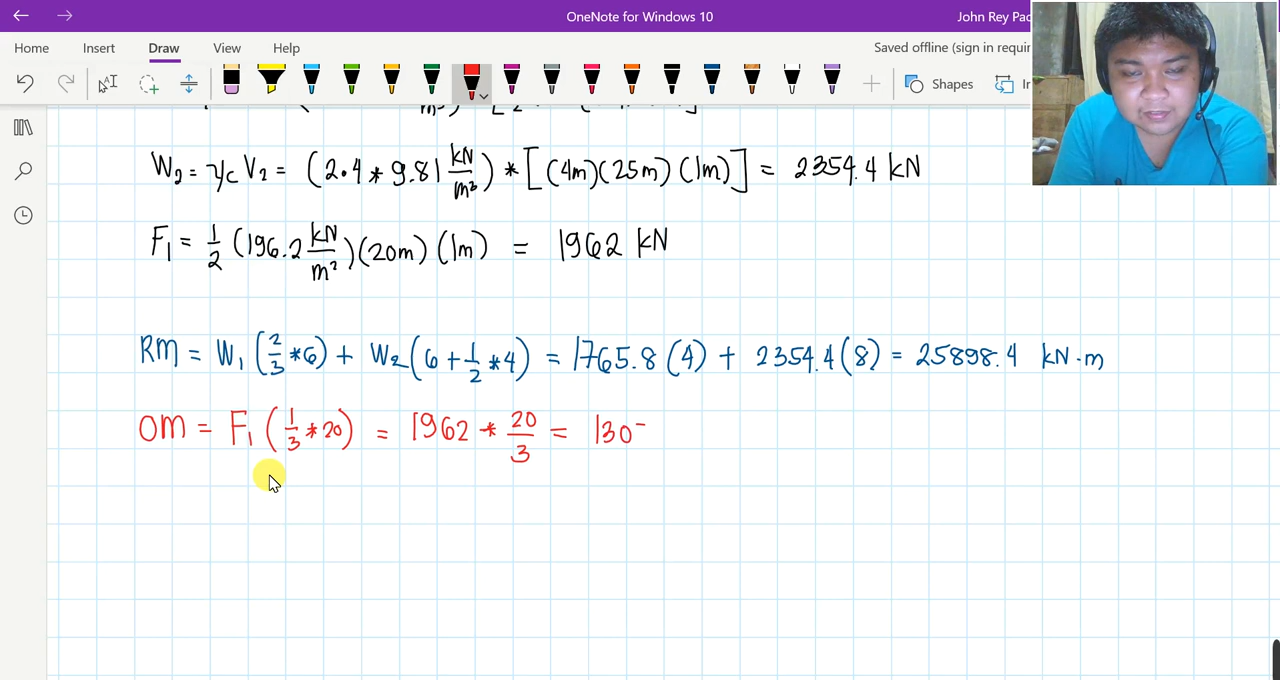 OneNote for Windows 10
John Rey Pac
Home Insert Draw View Help
Saved offline (sign in requir
Shapes
In
W₂ = γc V₂ = (2.4 * 9.81 kN/m³) * [(4m)(25m)(1m)] = 2354.4 kN
F₁ = 1/2 (196.2 kN/m²)(20m)(1m) = 1962 kN
RM = W₁(2/3 * 6) + W₂(6 + 1/2 * 4) = 1765.8(4) + 2354.4(8) = 25898.4 kN·m
OM = F₁(1/3 * 20) = 1962 * 20/3 = 130